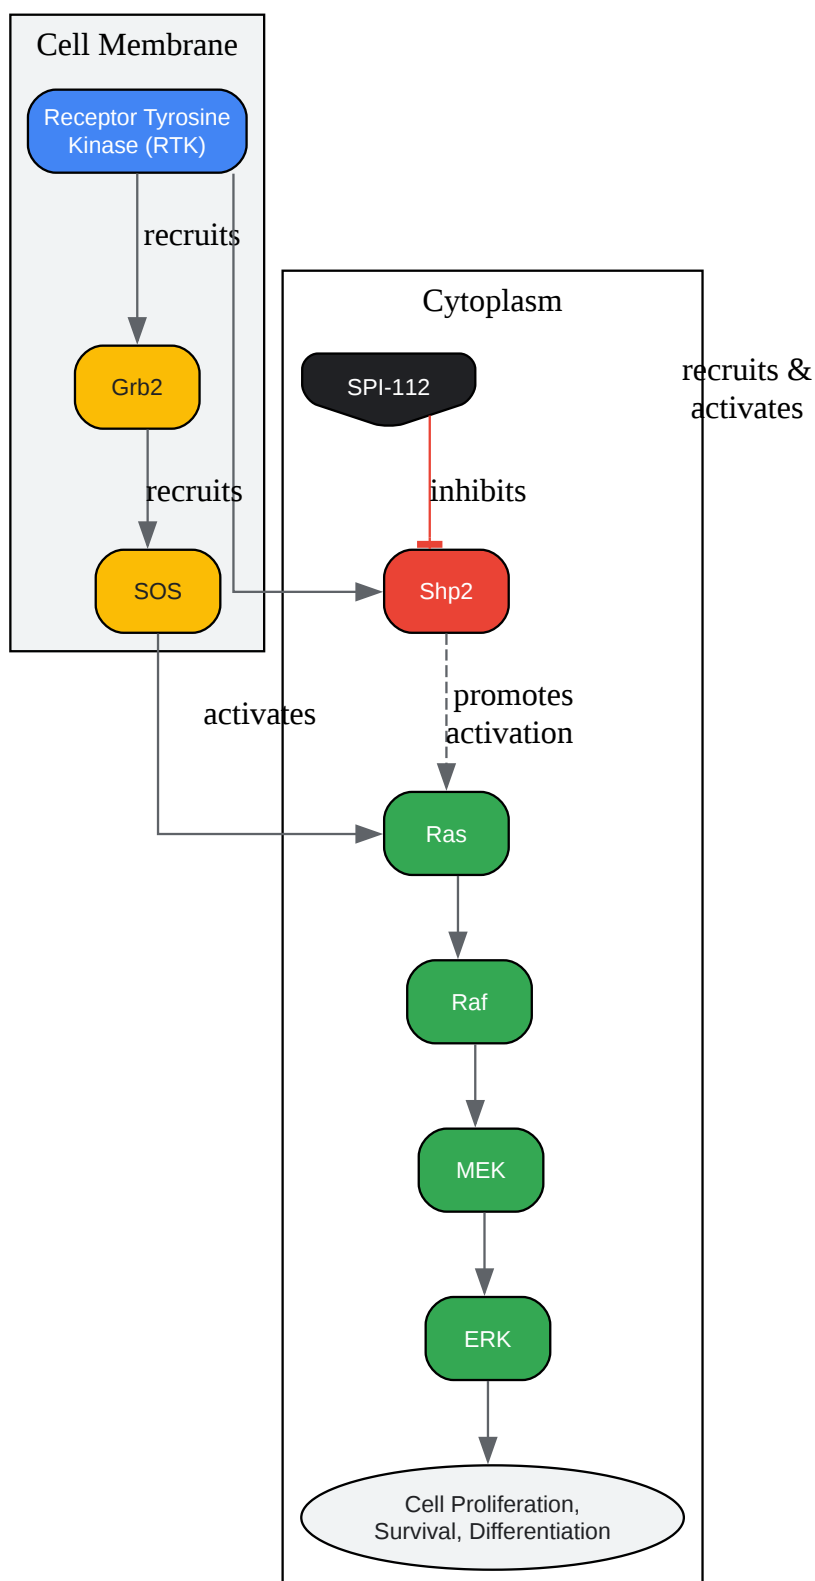 Cell Membrane
Receptor Tyrosine
Kinase (RTK)
recruits
Cytoplasm
recruits &
activates
Grb2
SPI-112
recruits
inhibits
SOS
Shp2
activates
promotes
activation
Ras
Raf
MEK
ERK
Cell Proliferation,
Survival, Differentiation